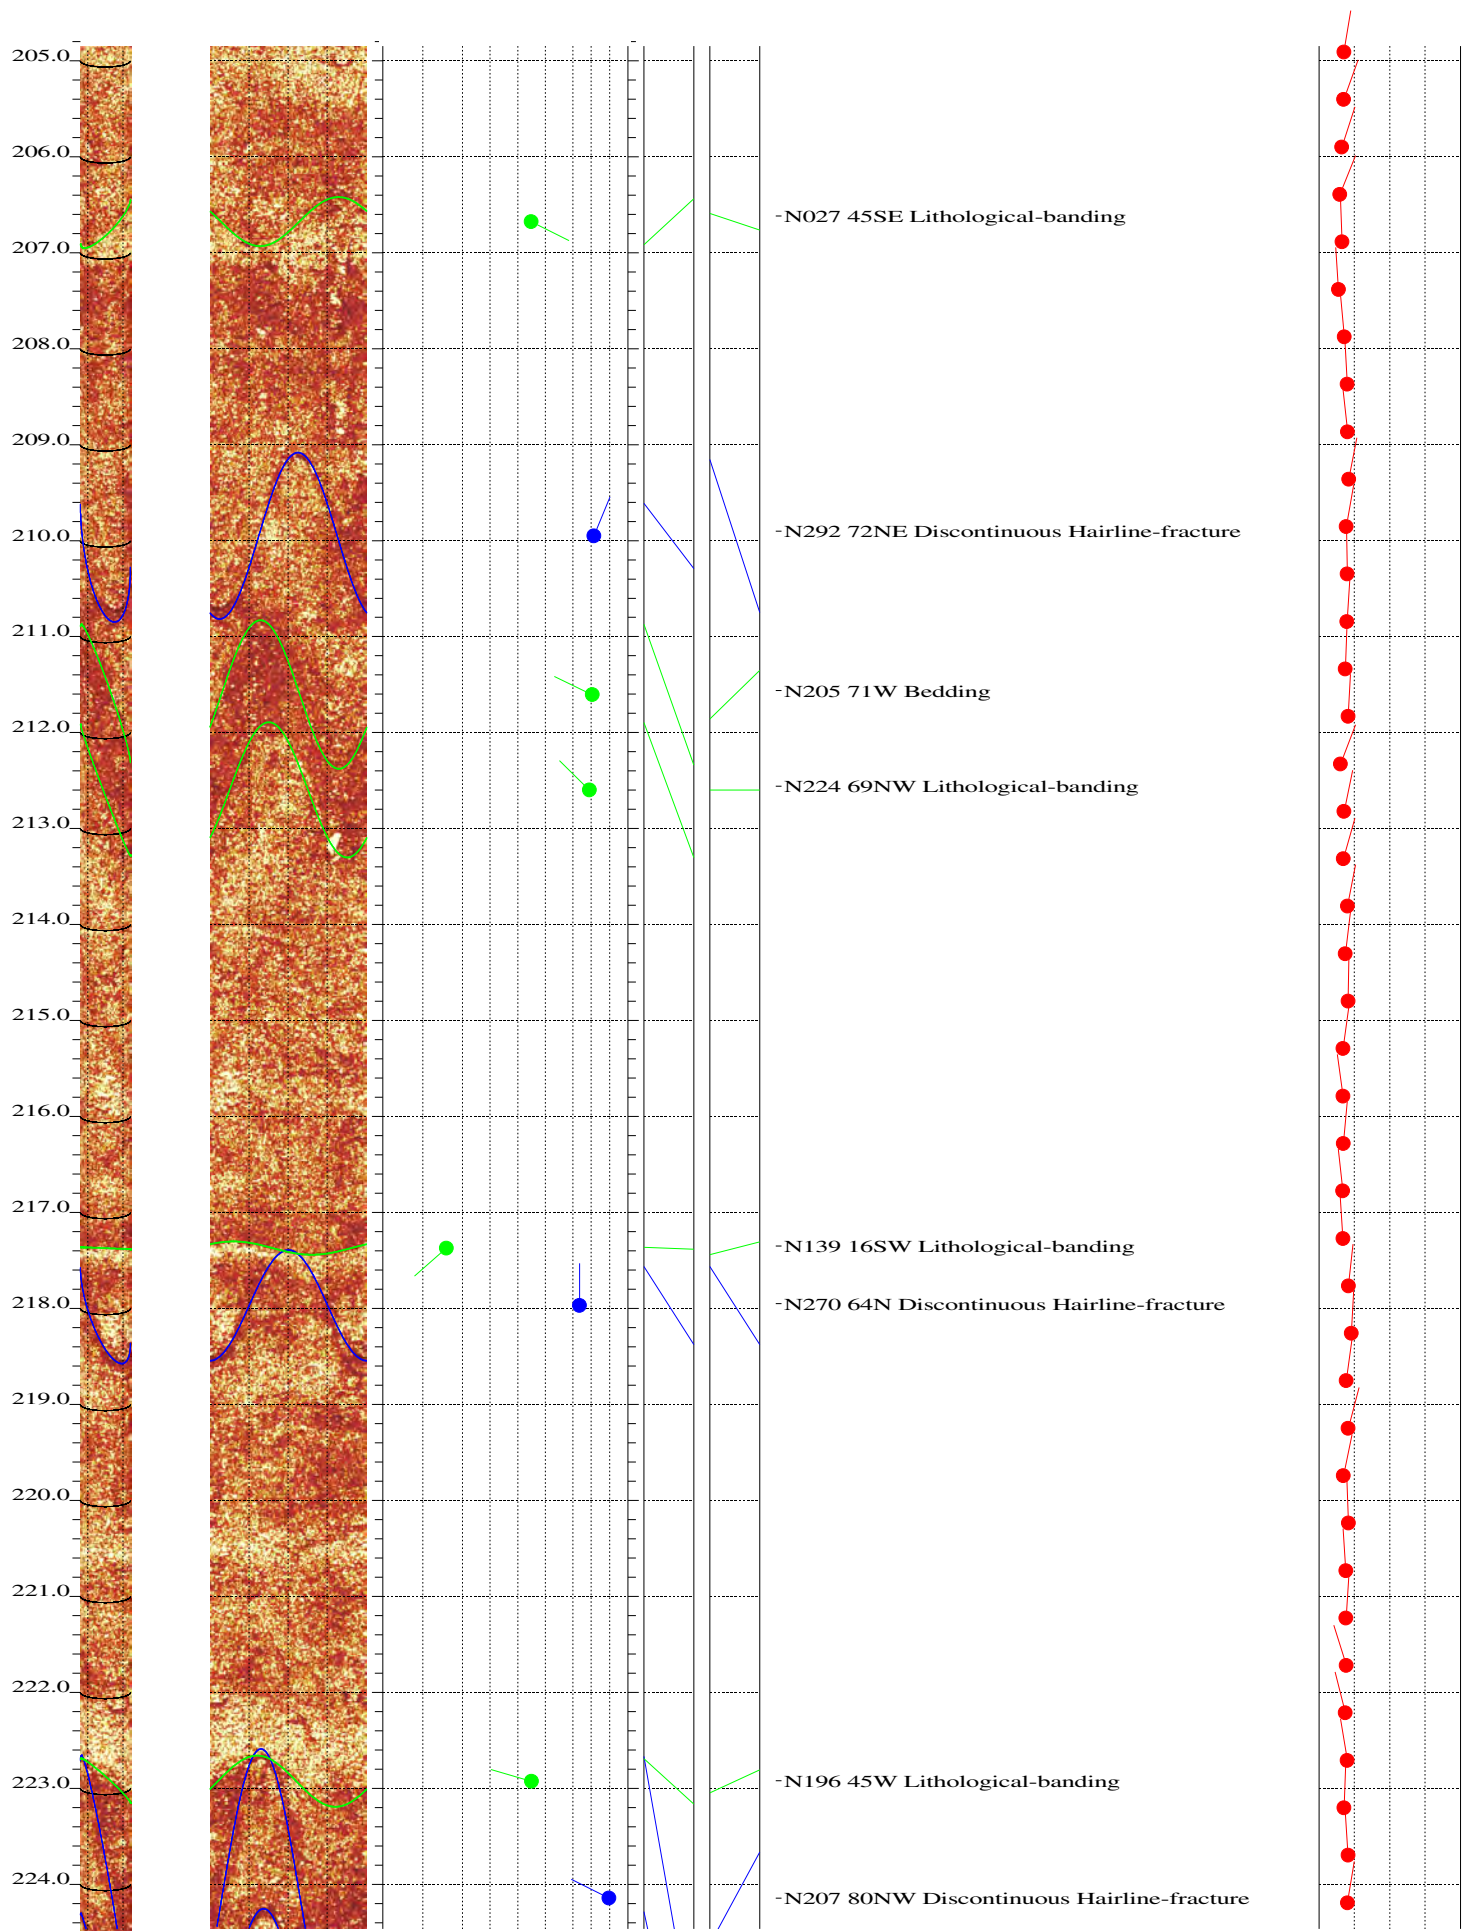 205.0
206.0
-N027 45SE Lithological-banding
207.0
208.0
209.0
210.0
-N292 72NE Discontinuous Hairline-fracture
211.0
-N205 71W Bedding
212.0
-N224 69NW Lithological-banding
213.0
214.0
215.0
216.0
217.0
-N139 16SW Lithological-banding
218.0
-N270 64N Discontinuous Hairline-fracture
219.0
220.0
221.0
222.0
223.0
-N196 45W Lithological-banding
224.0
-N207 80NW Discontinuous Hairline-fracture